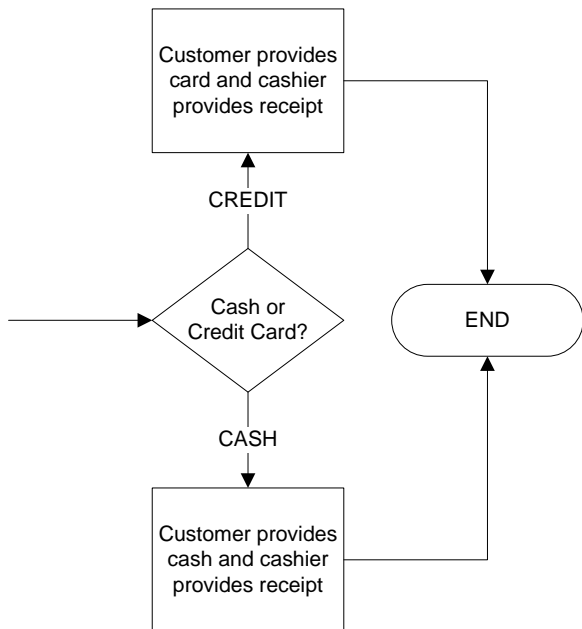 Customer provides
card and cashier
provides receipt
CREDIT
Cash or
Credit Card?
END
CASH
Customer provides
cash and cashier
provides receipt